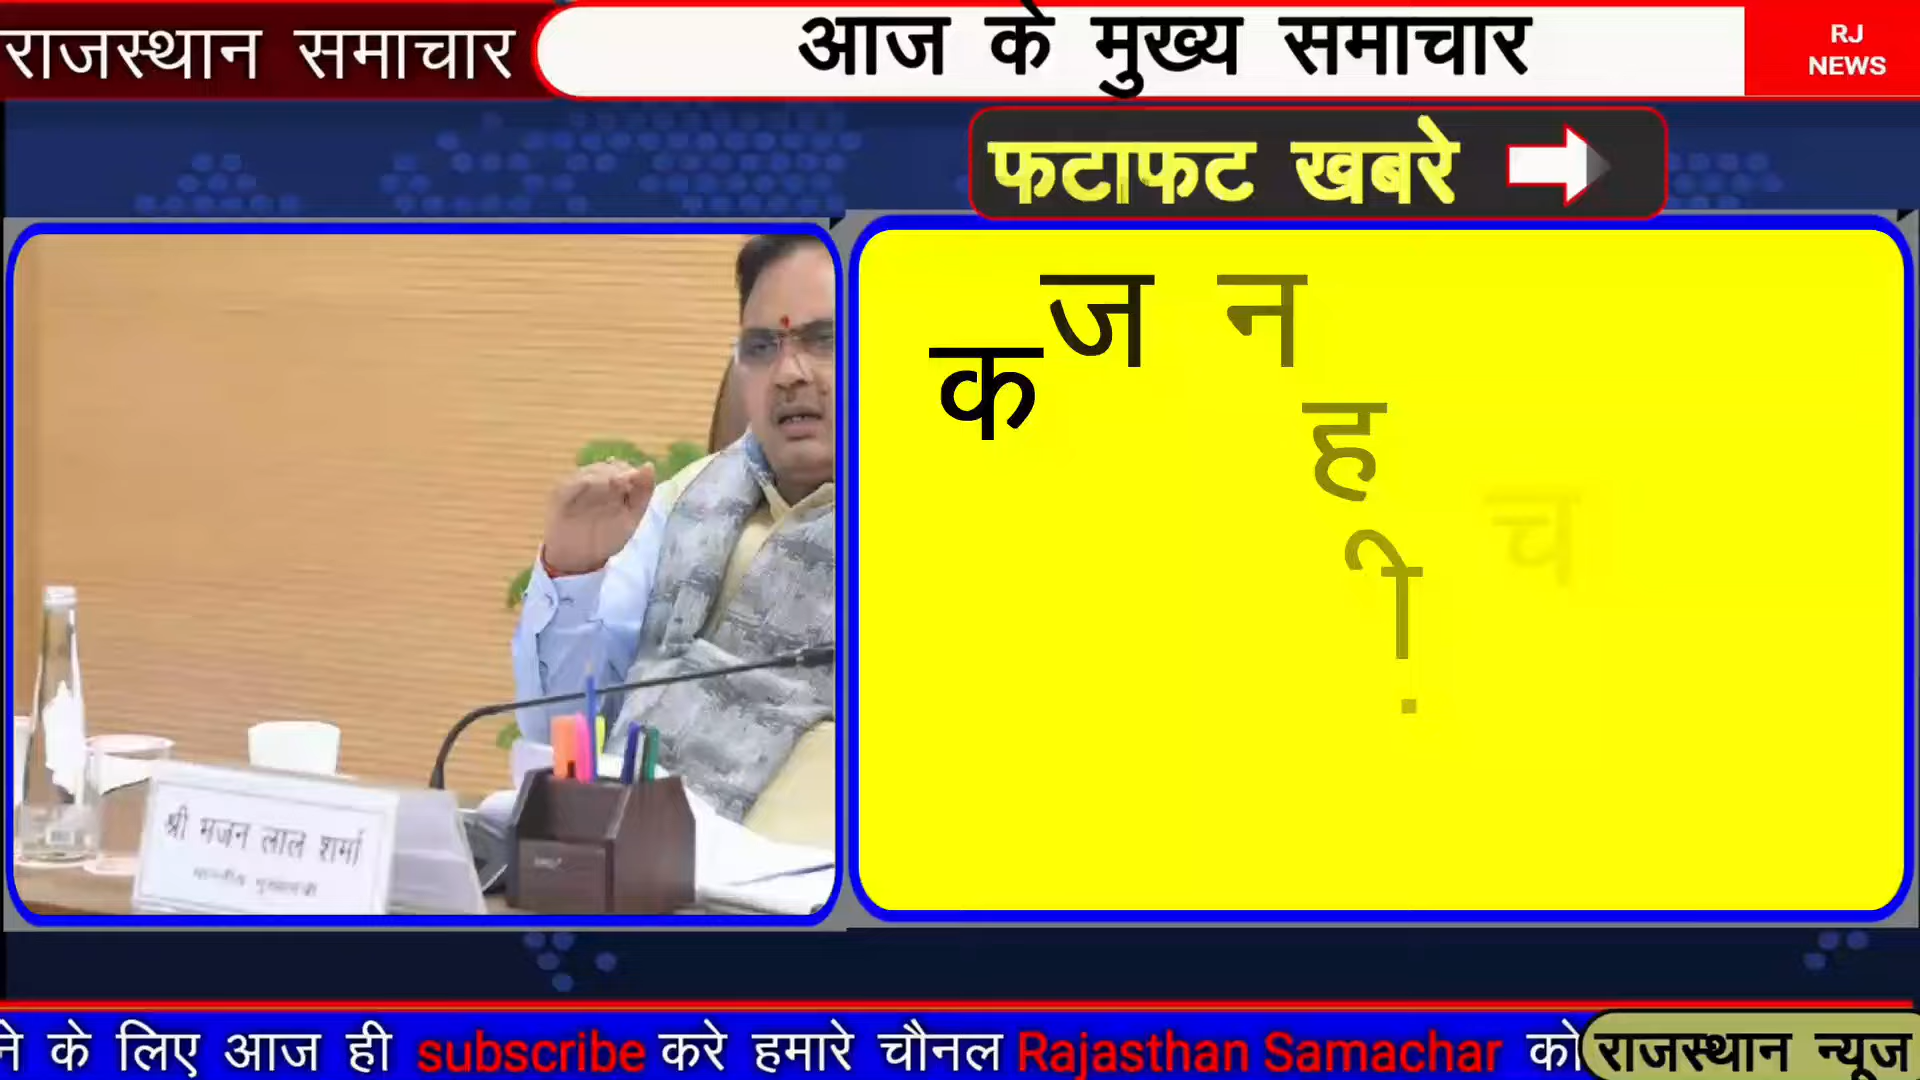 राजस्थान समाचार
आज के मुख्य समाचार
RJ
NEWS
फटाफट खबरे
ज न
क
ह
च
ी
.
श्री भजन लाल शर्मा
ने के लिए आज ही subscribe करे हमारे चौनल Rajasthan Samachar को
राजस्थान न्यूज